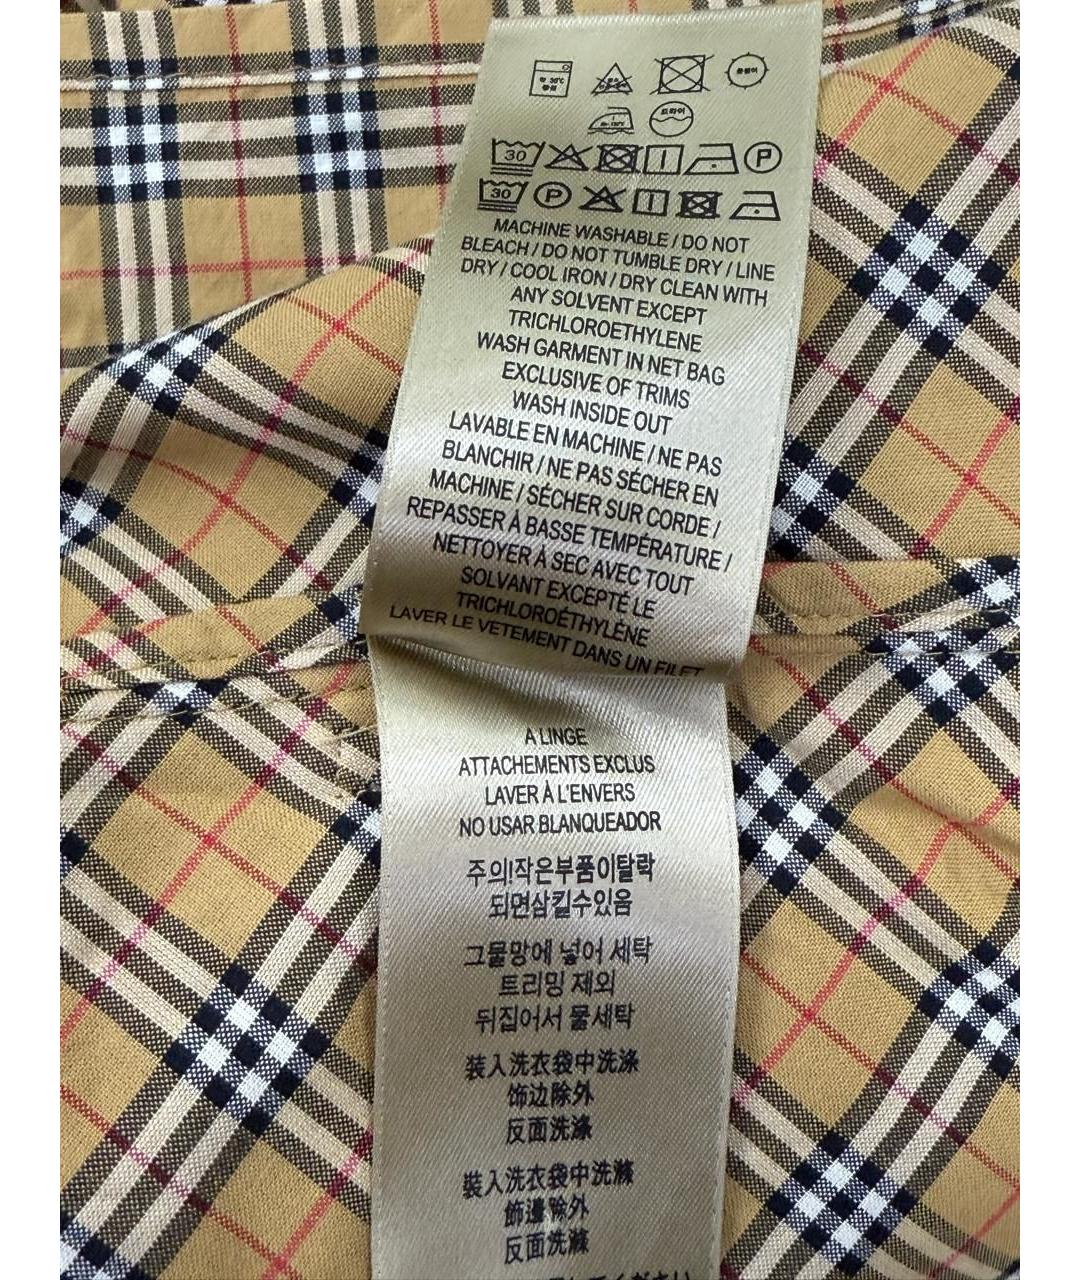 30
P
30
P
MACHINE WASHABLE / DO NOT
BLEACH / DO NOT TUMBLE DRY / LINE
DRY / COOL IRON / DRY CLEAN WITH
ANY SOLVENT EXCEPT
TRICHLOROETHYLENE
WASH GARMENT IN NET BAG
EXCLUSIVE OF TRIMS
WASH INSIDE OUT
LAVABLE EN MACHINE / NE PAS
BLANCHIR / NE PAS SÉCHER EN
MACHINE / SÉCHER SUR CORDE /
REPASSER À BASSE TEMPÉRATURE /
NETTOYER À SEC AVEC TOUT
SOLVANT EXCEPTÉ LE
TRICHLOROÉTHYLÈNE
LAVER LE VETEMENT DANS UN FILET
A LINGE
ATTACHEMENTS EXCLUS
LAVER À L'ENVERS
NO USAR BLANQUEADOR
주의!작은부품이탈락
되면삼킬수있음
그물망에 넣어 세탁
트리밍 제외
뒤집어서 물세탁
装入洗衣袋中洗涤
饰边除外
反面洗涤
裝入洗衣袋中洗滌
飾邊除外
反面洗滌